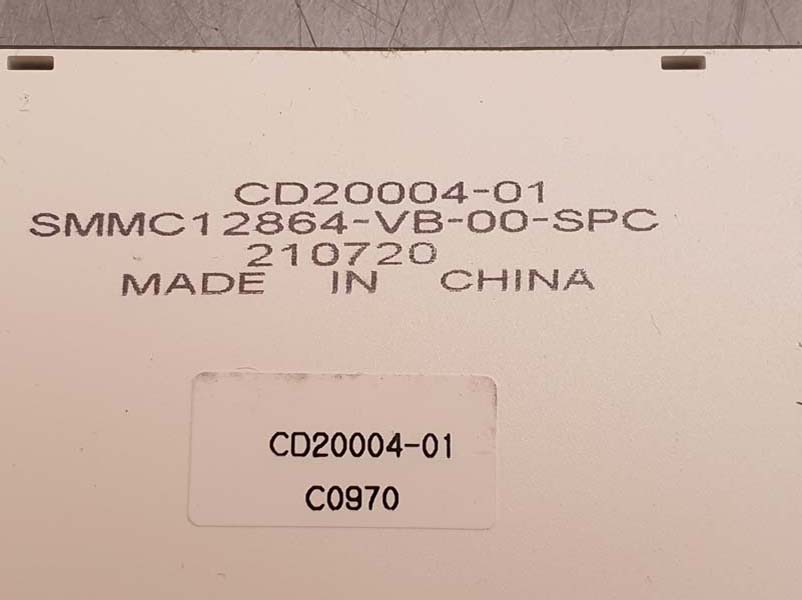 CD20004-01
SMMC12864-VB-00-SPC
210720
MADE IN CHINA
CD20004-01
C0970